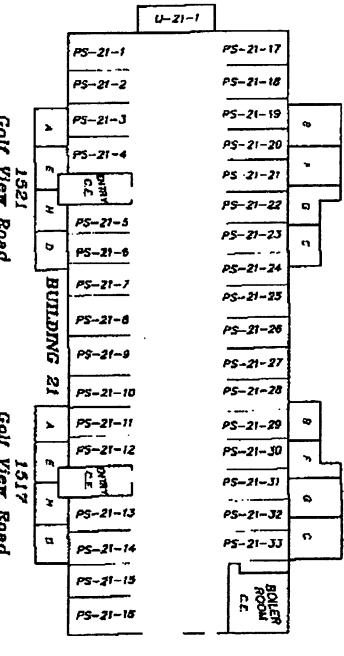 U-21-1
PS-21-1
PS-21-2
PS-21-3
PS-21-4
ENTRY
C.E.
PS-21-5
PS-21-6
PS-21-7
PS-21-8
PS-21-9
PS-21-10
PS-21-11
PS-21-12
ENTRY
C.E.
PS-21-13
PS-21-14
PS-21-15
PS-21-16
PS-21-17
PS-21-18
PS-21-19
PS-21-20
PS-21-21
PS-21-22
PS-21-23
PS-21-24
PS-21-25
PS-21-26
PS-21-27
PS-21-28
PS-21-29
PS-21-30
PS-21-31
PS-21-32
PS-21-33
BOILER
ROOM
C.E.
A
E
H
D
B
F
G
C
1521
Golf View Road
BUILDING 21
A
E
H
D
B
F
G
C
1517
Golf View Road